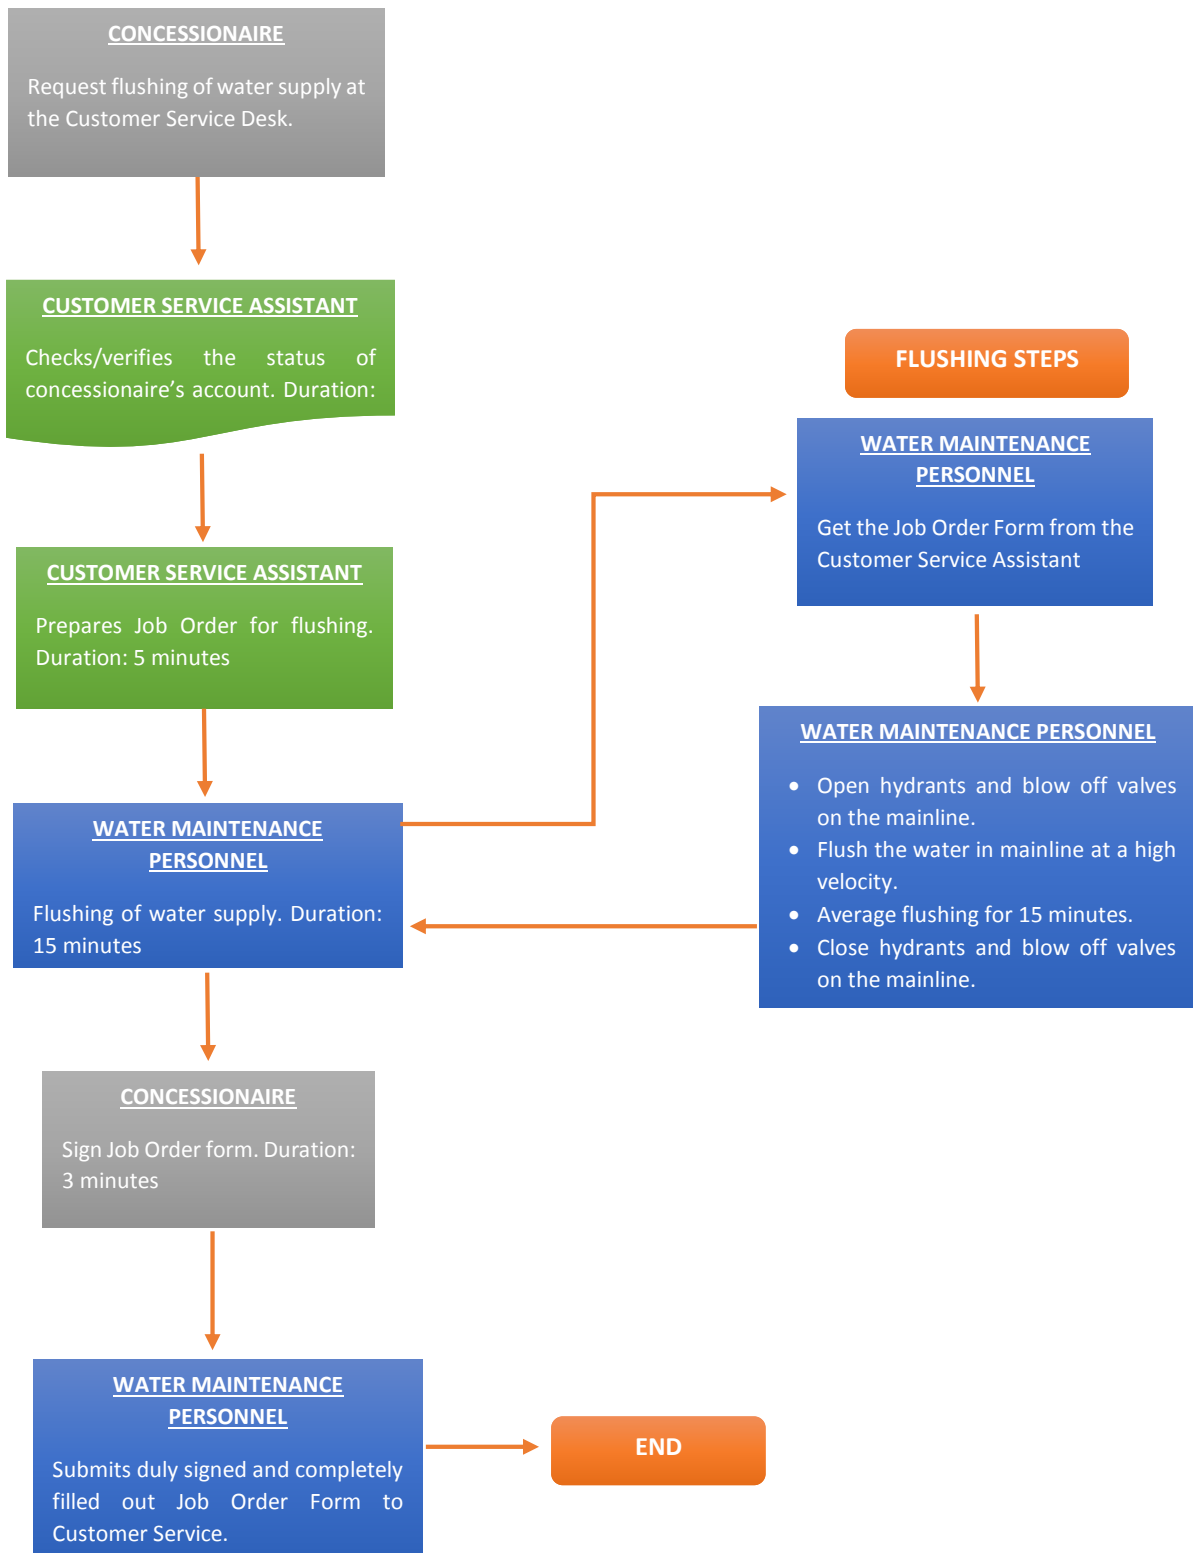 CONCESSIONAIRE
Request flushing of water supply at
the Customer Service Desk.
CUSTOMER SERVICE ASSISTANT
Checks/verifies the status of
concessionaire’s account. Duration:
CUSTOMER SERVICE ASSISTANT
Prepares Job Order for flushing.
Duration: 5 minutes
WATER MAINTENANCE
PERSONNEL
Flushing of water supply. Duration:
15 minutes
FLUSHING STEPS
WATER MAINTENANCE
PERSONNEL
Get the Job Order Form from the
Customer Service Assistant
WATER MAINTENANCE PERSONNEL
• Open hydrants and blow off valves
on the mainline.
• Flush the water in mainline at a high
velocity.
• Average flushing for 15 minutes.
• Close hydrants and blow off valves
on the mainline.
CONCESSIONAIRE
Sign Job Order form. Duration:
3 minutes
WATER MAINTENANCE
PERSONNEL
Submits duly signed and completely
filled out Job Order Form to
Customer Service.
END